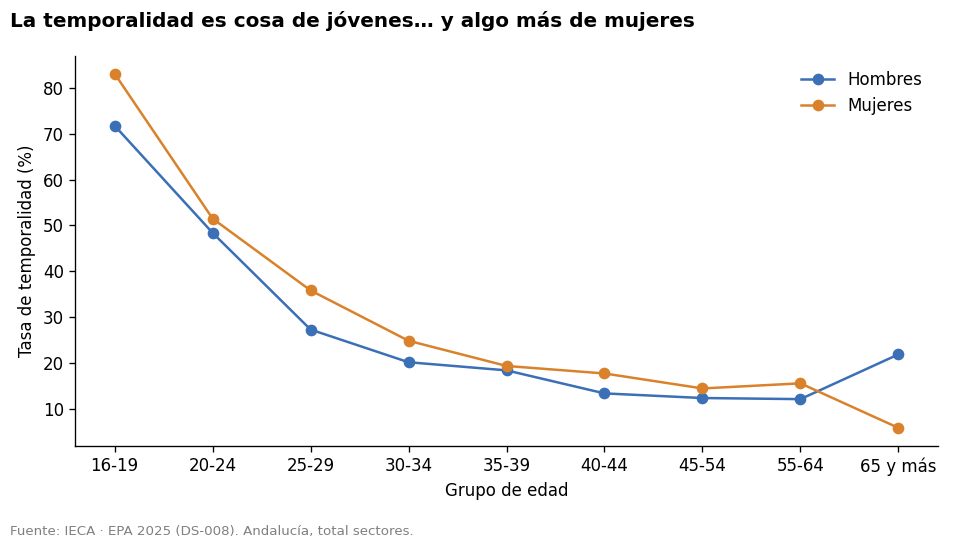 La temporalidad es cosa de jóvenes… y algo más de mujeres
Hombres
Mujeres
Tasa de temporalidad (%)
80
70
60
50
40
30
20
10
16-19 20-24 25-29 30-34 35-39 40-44 45-54 55-64 65 y más
Grupo de edad
Fuente: IECA · EPA 2025 (DS-008). Andalucía, total sectores.